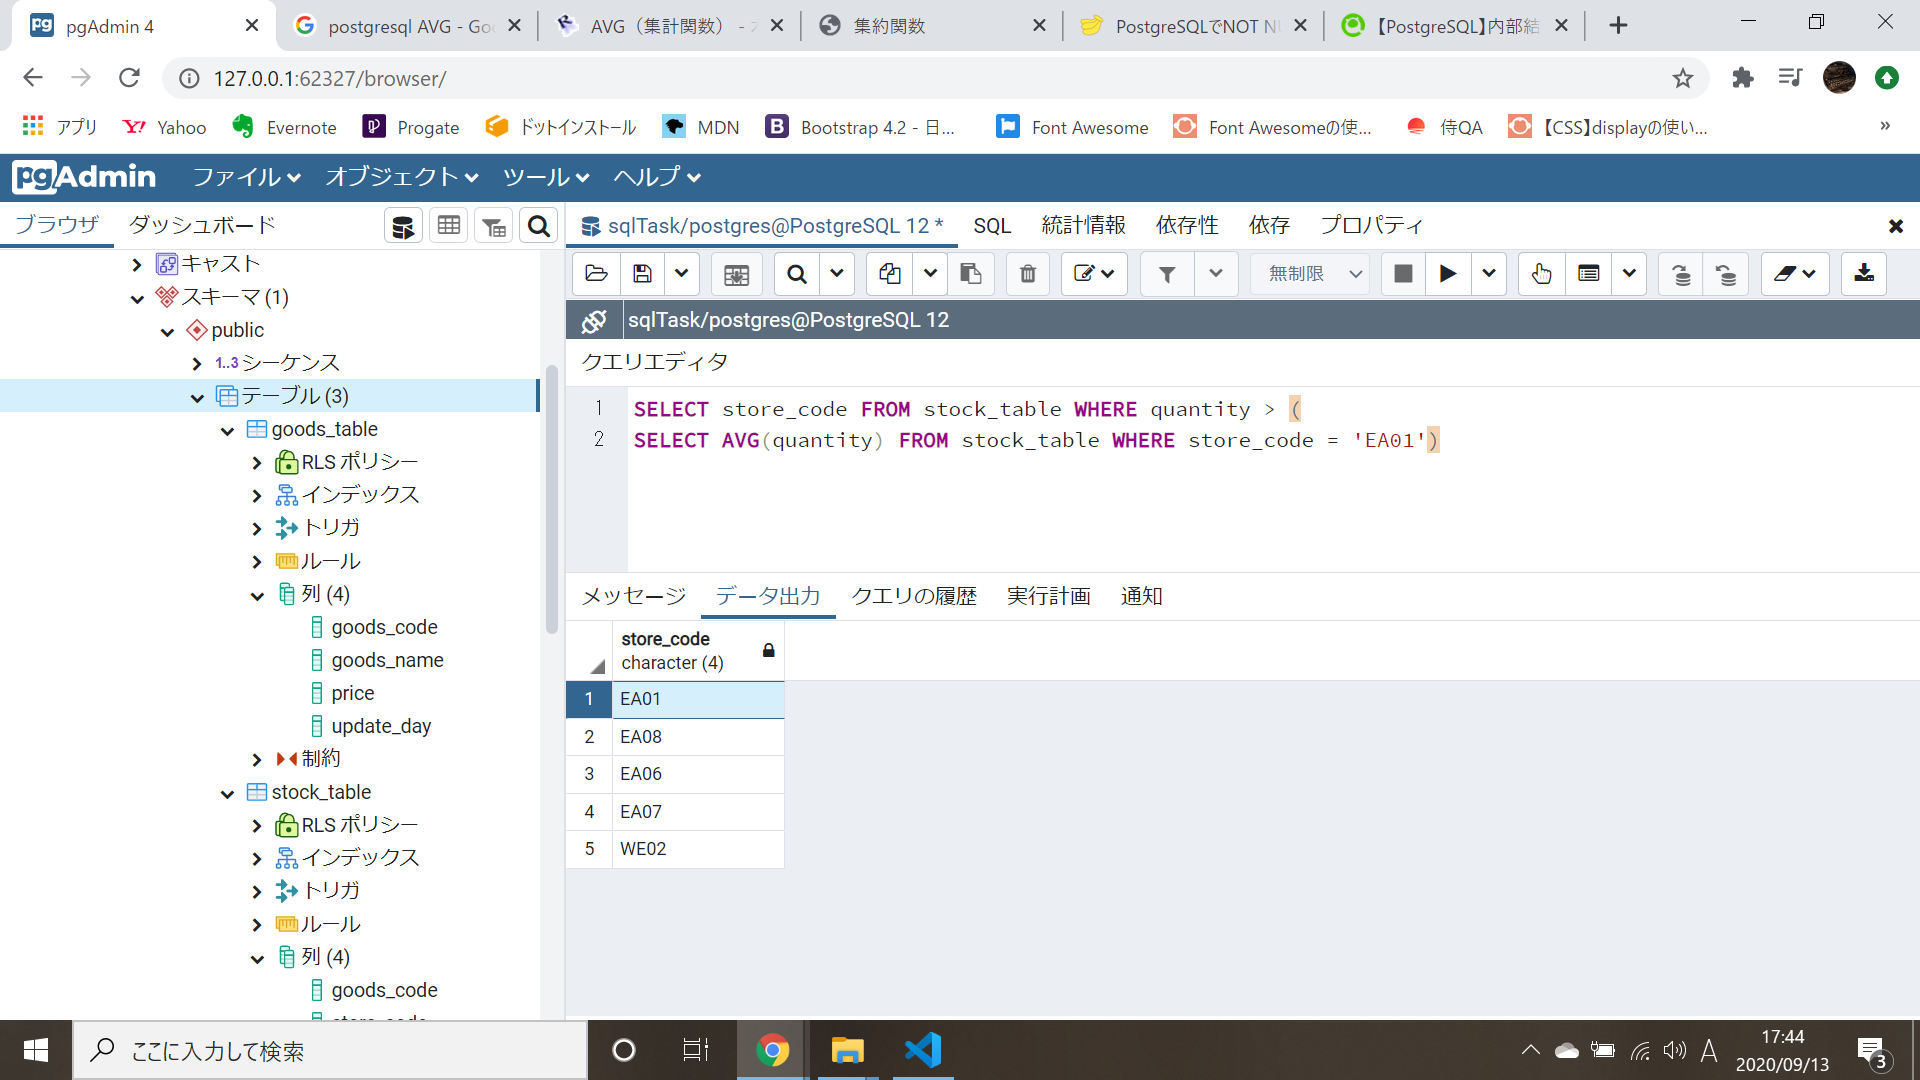 pgAdmin 4
postgresql AVG - Goo
AVG（集計関数） -
集約関数
PostgreSQLでNOT N
【PostgreSQL】内部結
127.0.0.1:62327/browser/
アプリ
Yahoo
Evernote
Progate
ドットインストール
MDN
Bootstrap 4.2 - 日...
Font Awesome
Font Awesomeの使...
侍QA
【CSS】displayの使い...
pgAdmin
ファイル
オブジェクト
ツール
ヘルプ
ブラウザ
ダッシュボード
sqlTask/postgres@PostgreSQL 12 *
SQL
統計情報
依存性
依存
プロパティ
無制限
sqlTask/postgres@PostgreSQL 12
キャスト
スキーマ (1)
public
1..3 シーケンス
テーブル (3)
goods_table
RLS ポリシー
インデックス
トリガ
ルール
列 (4)
goods_code
goods_name
price
update_day
制約
stock_table
RLS ポリシー
インデックス
トリガ
ルール
列 (4)
goods_code
store_code
クエリエディタ
1 SELECT store_code FROM stock_table WHERE quantity > (
2 SELECT AVG(quantity) FROM stock_table WHERE store_code = 'EA01')
メッセージ
データ出力
クエリの履歴
実行計画
通知
store_code
character (4)
1 EA01
2 EA08
3 EA06
4 EA07
5 WE02
ここに入力して検索
A
17:44
2020/09/13
3